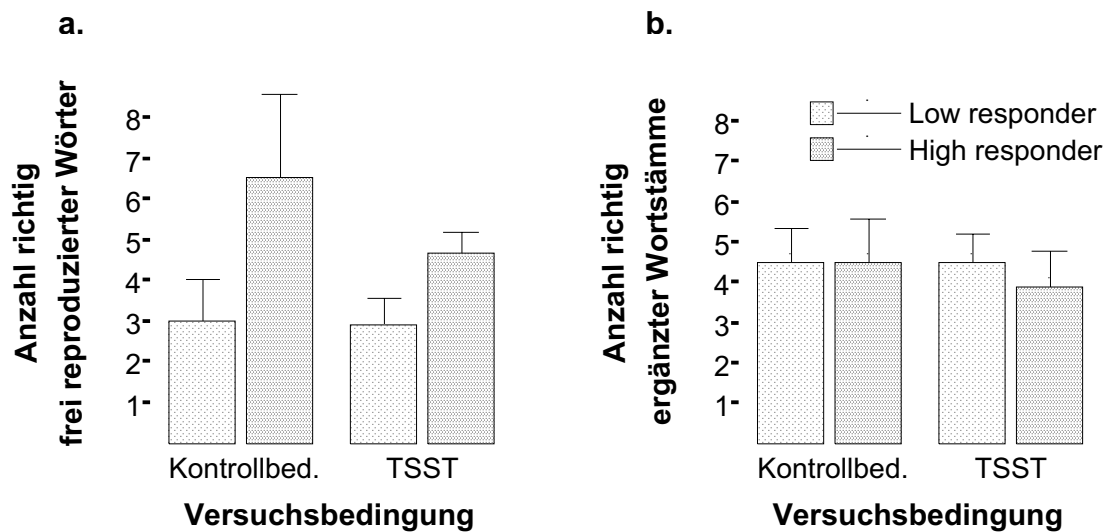 a.
Anzahl richtig
frei reproduzierter Wörter
8
7
6
5
4
3
2
1
Kontrollbed.
TSST
Versuchsbedingung
b.
Anzahl richtig
ergänzter Wortstämme
8
7
6
5
4
3
2
1
Low responder
High responder
Kontrollbed.
TSST
Versuchsbedingung